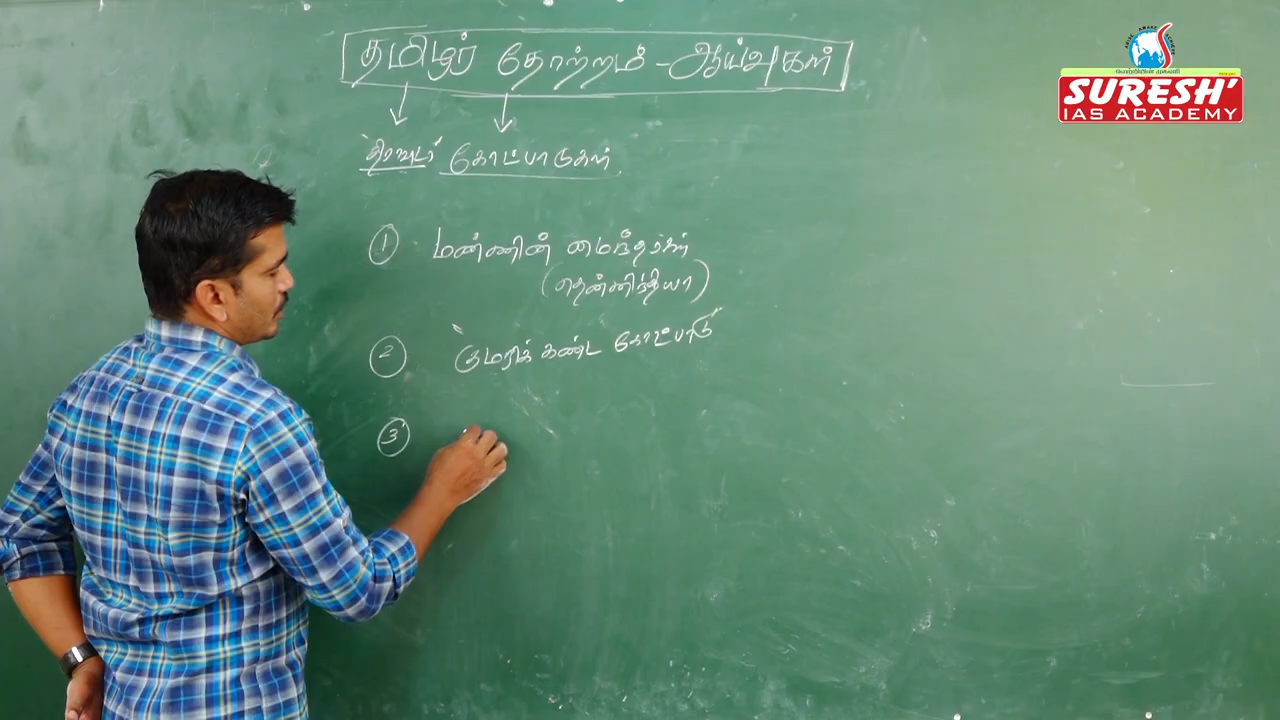 தமிழர் தோற்றம் - ஆய்வுகள்
"திராவிடர்" கோட்பாடுகள்
1 மண்ணின் மைந்தர்கள்
(தென்னிந்தியா)
2 "குமரிக் கண்ட கோட்பாடு"
3
SURESH'
IAS ACADEMY